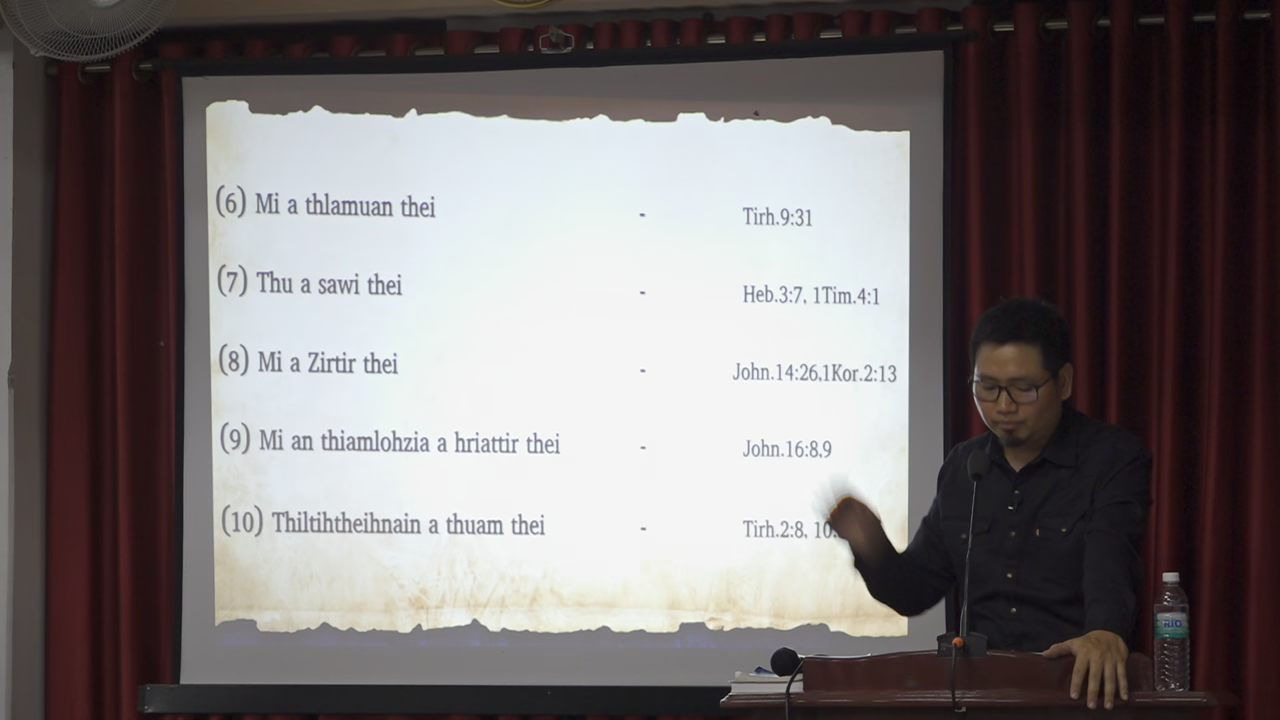 (6) Mi a thlamuan thei - Tirh.9:31
(7) Thu a sawi thei - Heb.3:7, 1Tim.4:1
(8) Mi a Zirtir thei - John.14:26,1Kor.2:13
(9) Mi an thiamlohzia a hriattir thei - John.16:8,9
(10) Thiltihtheihnain a thuam thei - Tirh.2:8, 10:
RIO